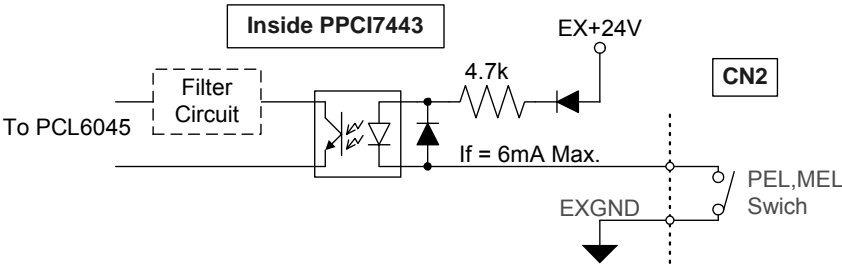 Inside PPCI7443
EX+24V
4.7k
CN2
Filter
Circuit
To PCL6045
If = 6mA Max.
PEL,MEL
Swich
EXGND